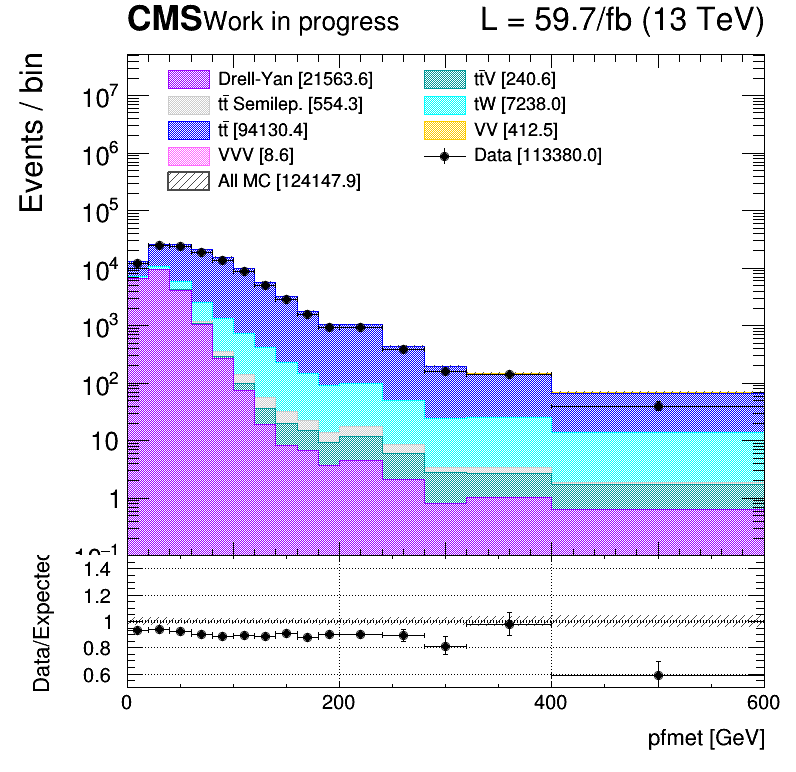 CMS Work in progress L = 59.7/fb (13 TeV)
Events / bin
Drell-Yan [21563.6] tt̄V [240.6]
tt̄ Semilep. [554.3] tW [7238.0]
tt̄ [94130.4] VV [412.5]
VVV [8.6] Data [113380.0]
All MC [124147.9]
10⁷
10⁶
10⁵
10⁴
10³
10²
10
1
10⁻¹
Data/Expected
1.4
1.2
1
0.8
0.6
0 200 400 600
pfmet [GeV]